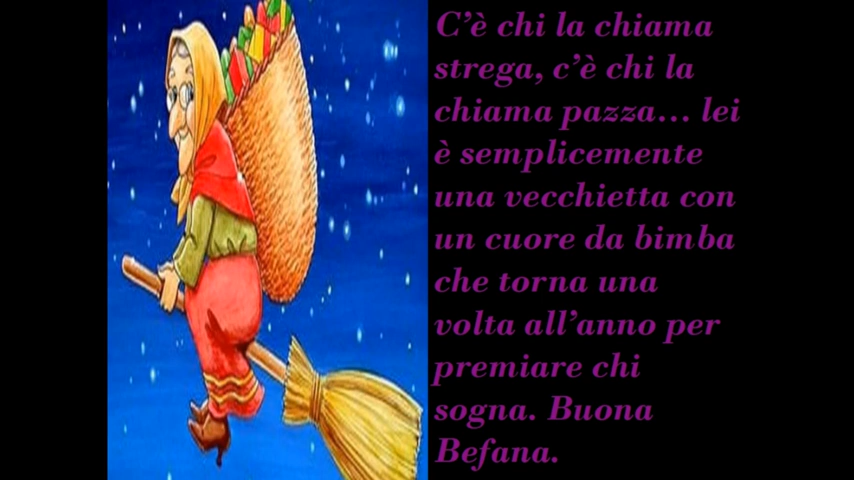 C’è chi la chiama
strega, c’è chi la
chiama pazza... lei
è semplicemente
una vecchietta con
un cuore da bimba
che torna una
volta all’anno per
premiare chi
sogna. Buona
Befana.